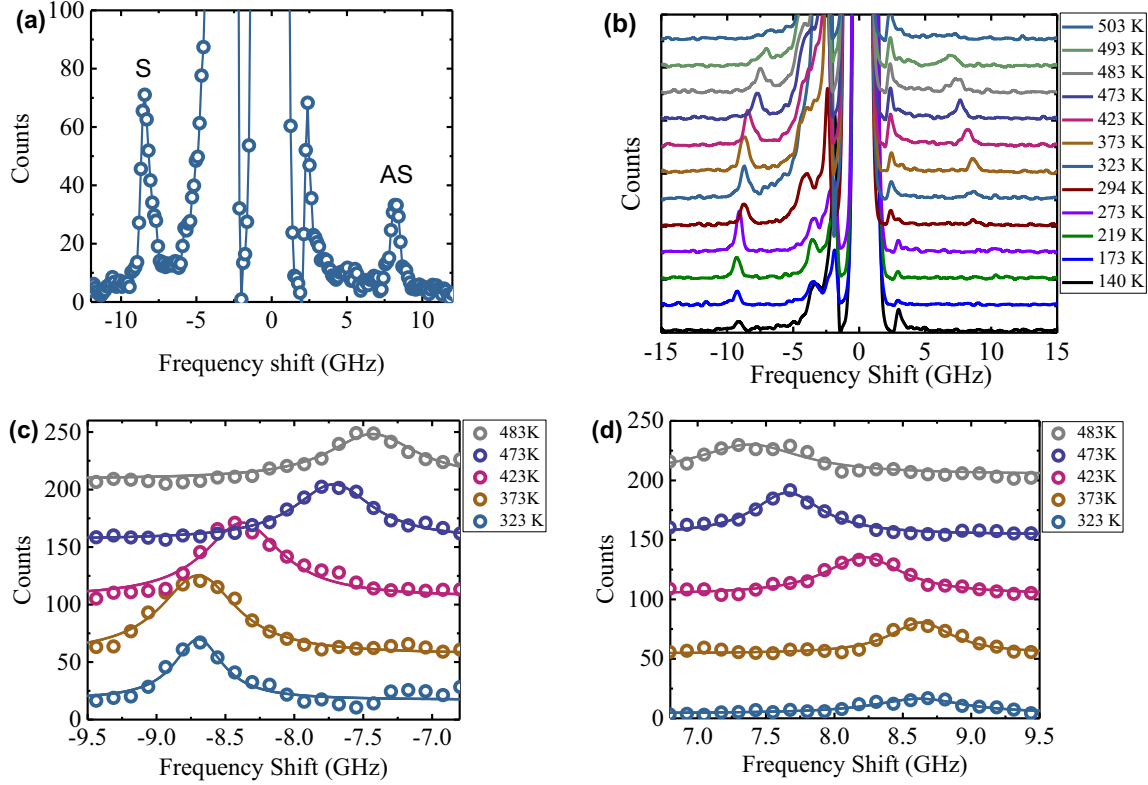 (a)
100
80
60
40
20
0
Counts
S
AS
-10 -5 0 5 10
Frequency shift (GHz)
(b)
Counts
-15 -10 -5 0 5 10 15
Frequency Shift (GHz)
503 K
493 K
483 K
473 K
423 K
373 K
323 K
294 K
273 K
219 K
173 K
140 K
(c)
250
200
150
100
50
0
Counts
-9.5 -9.0 -8.5 -8.0 -7.5 -7.0
Frequency Shift (GHz)
483K
473K
423K
373K
323 K
(d)
250
200
150
100
50
0
Counts
7.0 7.5 8.0 8.5 9.0 9.5
Frequency Shift (GHz)
483K
473K
423K
373K
323 K